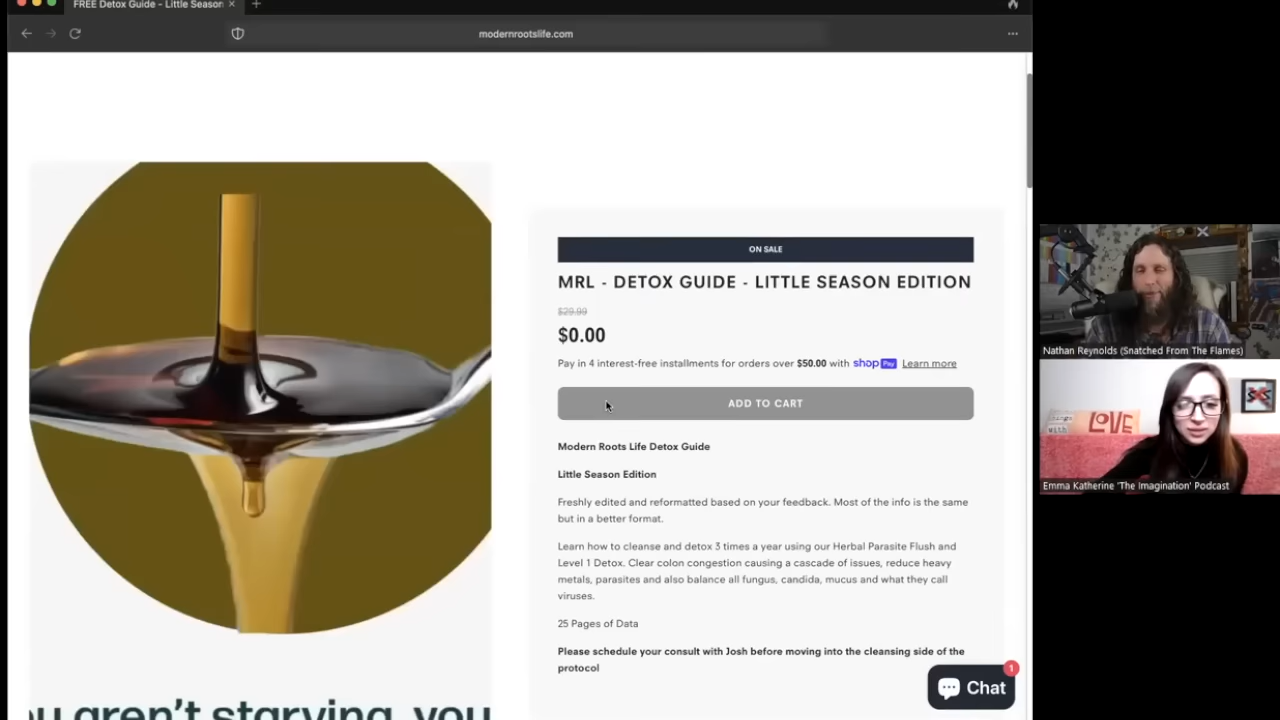 FREE Detox Guide - Little Season
modernrootslife.com
ON SALE
MRL - DETOX GUIDE - LITTLE SEASON EDITION
$29.99
$0.00
Pay in 4 interest-free installments for orders over $50.00 with shop Pay Learn more
ADD TO CART
Modern Roots Life Detox Guide
Little Season Edition
Freshly edited and reformatted based on your feedback. Most of the info is the same
but in a better format.
Learn how to cleanse and detox 3 times a year using our Herbal Parasite Flush and
Level 1 Detox. Clear colon congestion causing a cascade of issues, reduce heavy
metals, parasites and also balance all fungus, candida, mucus and what they call
viruses.
25 Pages of Data
Please schedule your consult with Josh before moving into the cleansing side of the
protocol
Chat
1
u aren't starving, you
Nathan Reynolds (Snatched From The Flames)
things
with
LOVE
Emma Katherine 'The Imagination' Podcast